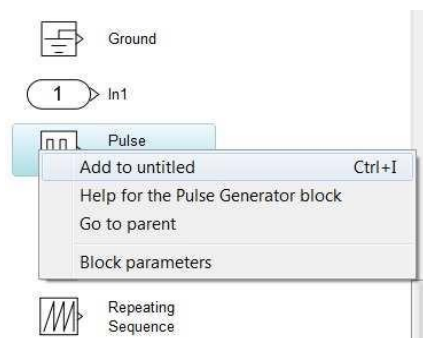 Ground
1
In1
Pulse
Add to untitled Ctrl+I
Help for the Pulse Generator block
Go to parent
Block parameters
Repeating
Sequence